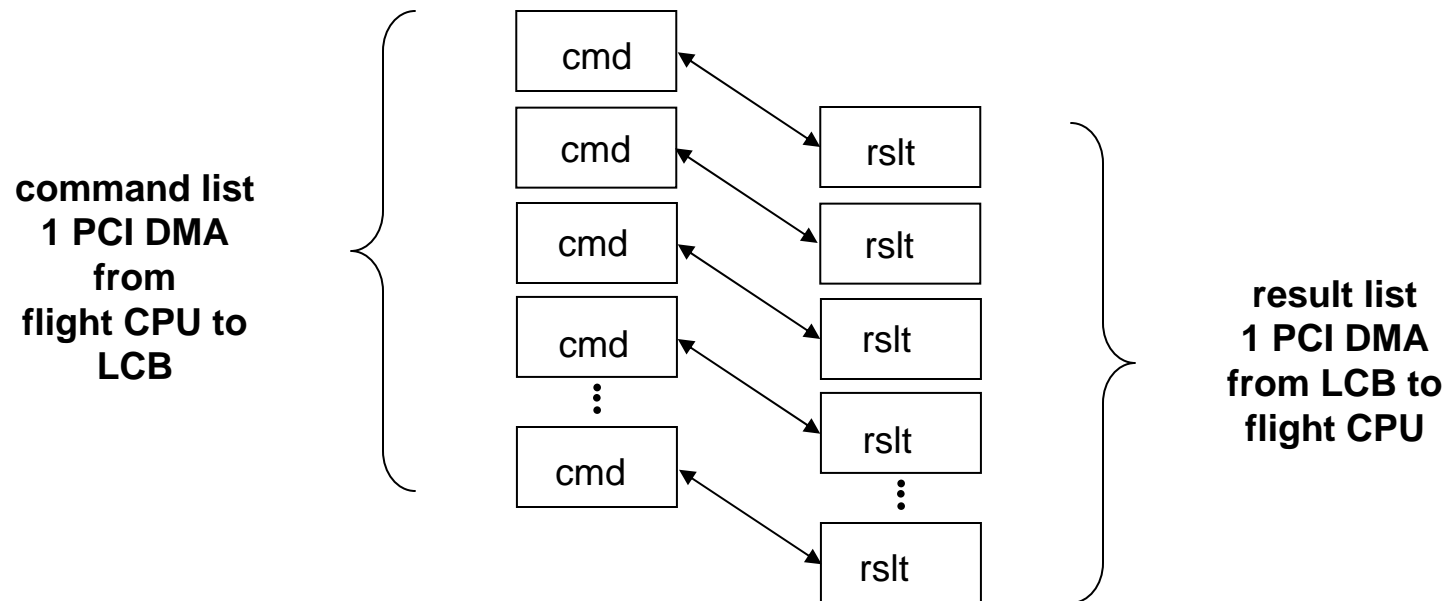 command list
1 PCI DMA
from
flight CPU to
LCB
cmd
cmd
cmd
cmd
cmd
rslt
rslt
rslt
rslt
rslt
result list
1 PCI DMA
from LCB to
flight CPU